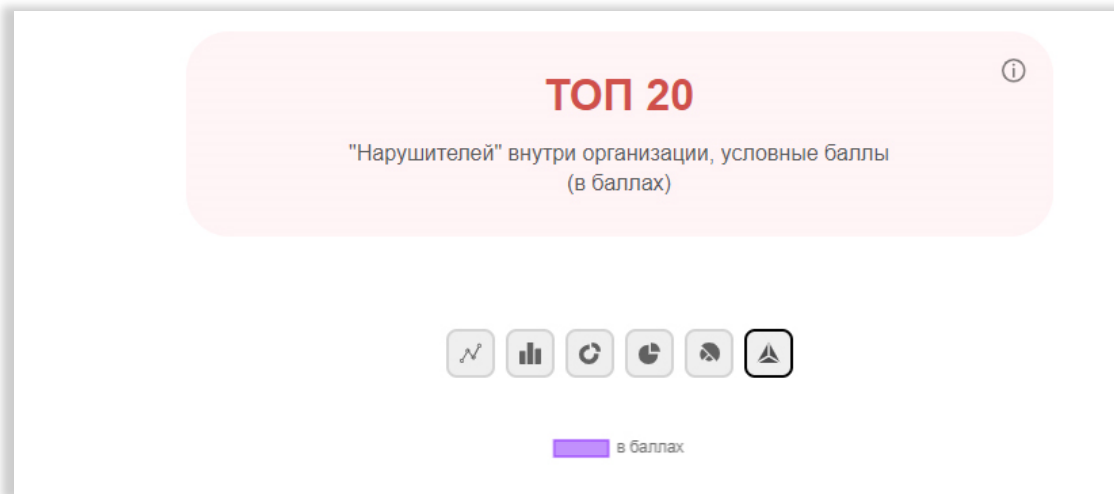 ТОП 20
"Нарушителей" внутри организации, условные баллы
(в баллах)
в баллах